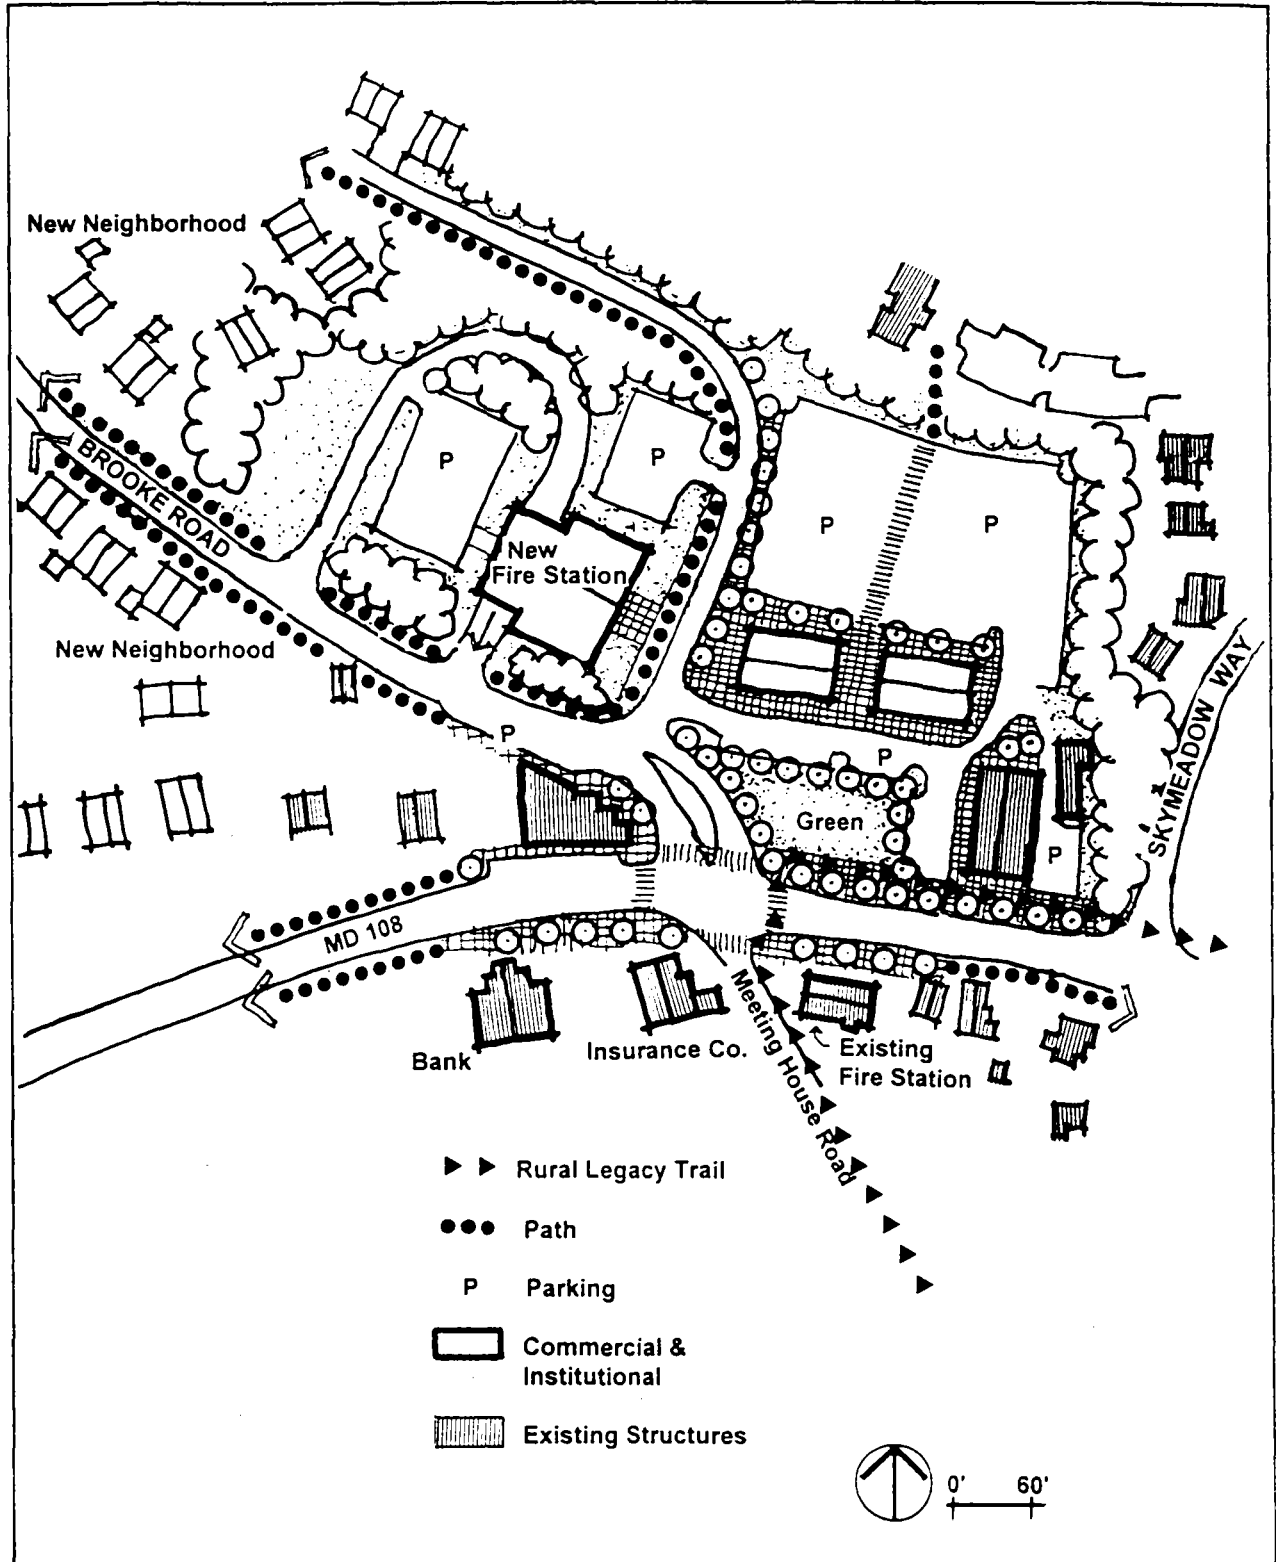 New Neighborhood
BROOKE ROAD
P
P
P
P
New
Fire Station
New Neighborhood
SKYMEADOW WAY
P
P
Green
P
MD 108
Meeting House Road
Bank
Insurance Co.
Existing
Fire Station
Rural Legacy Trail
Path
P Parking
Commercial &
Institutional
Existing Structures
0' 60'